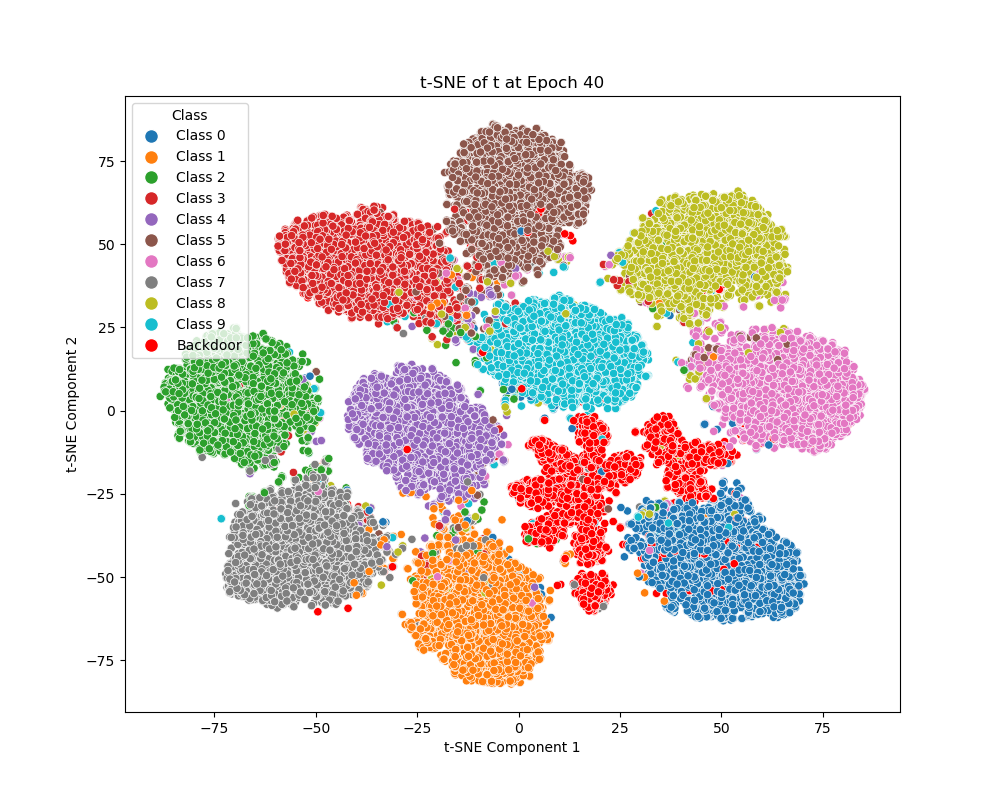 t-SNE of t at Epoch 40
Class
Class 0
Class 1
Class 2
Class 3
Class 4
Class 5
Class 6
Class 7
Class 8
Class 9
Backdoor
75
50
25
0
−25
−50
−75
t-SNE Component 2
−75 −50 −25 0 25 50 75
t-SNE Component 1